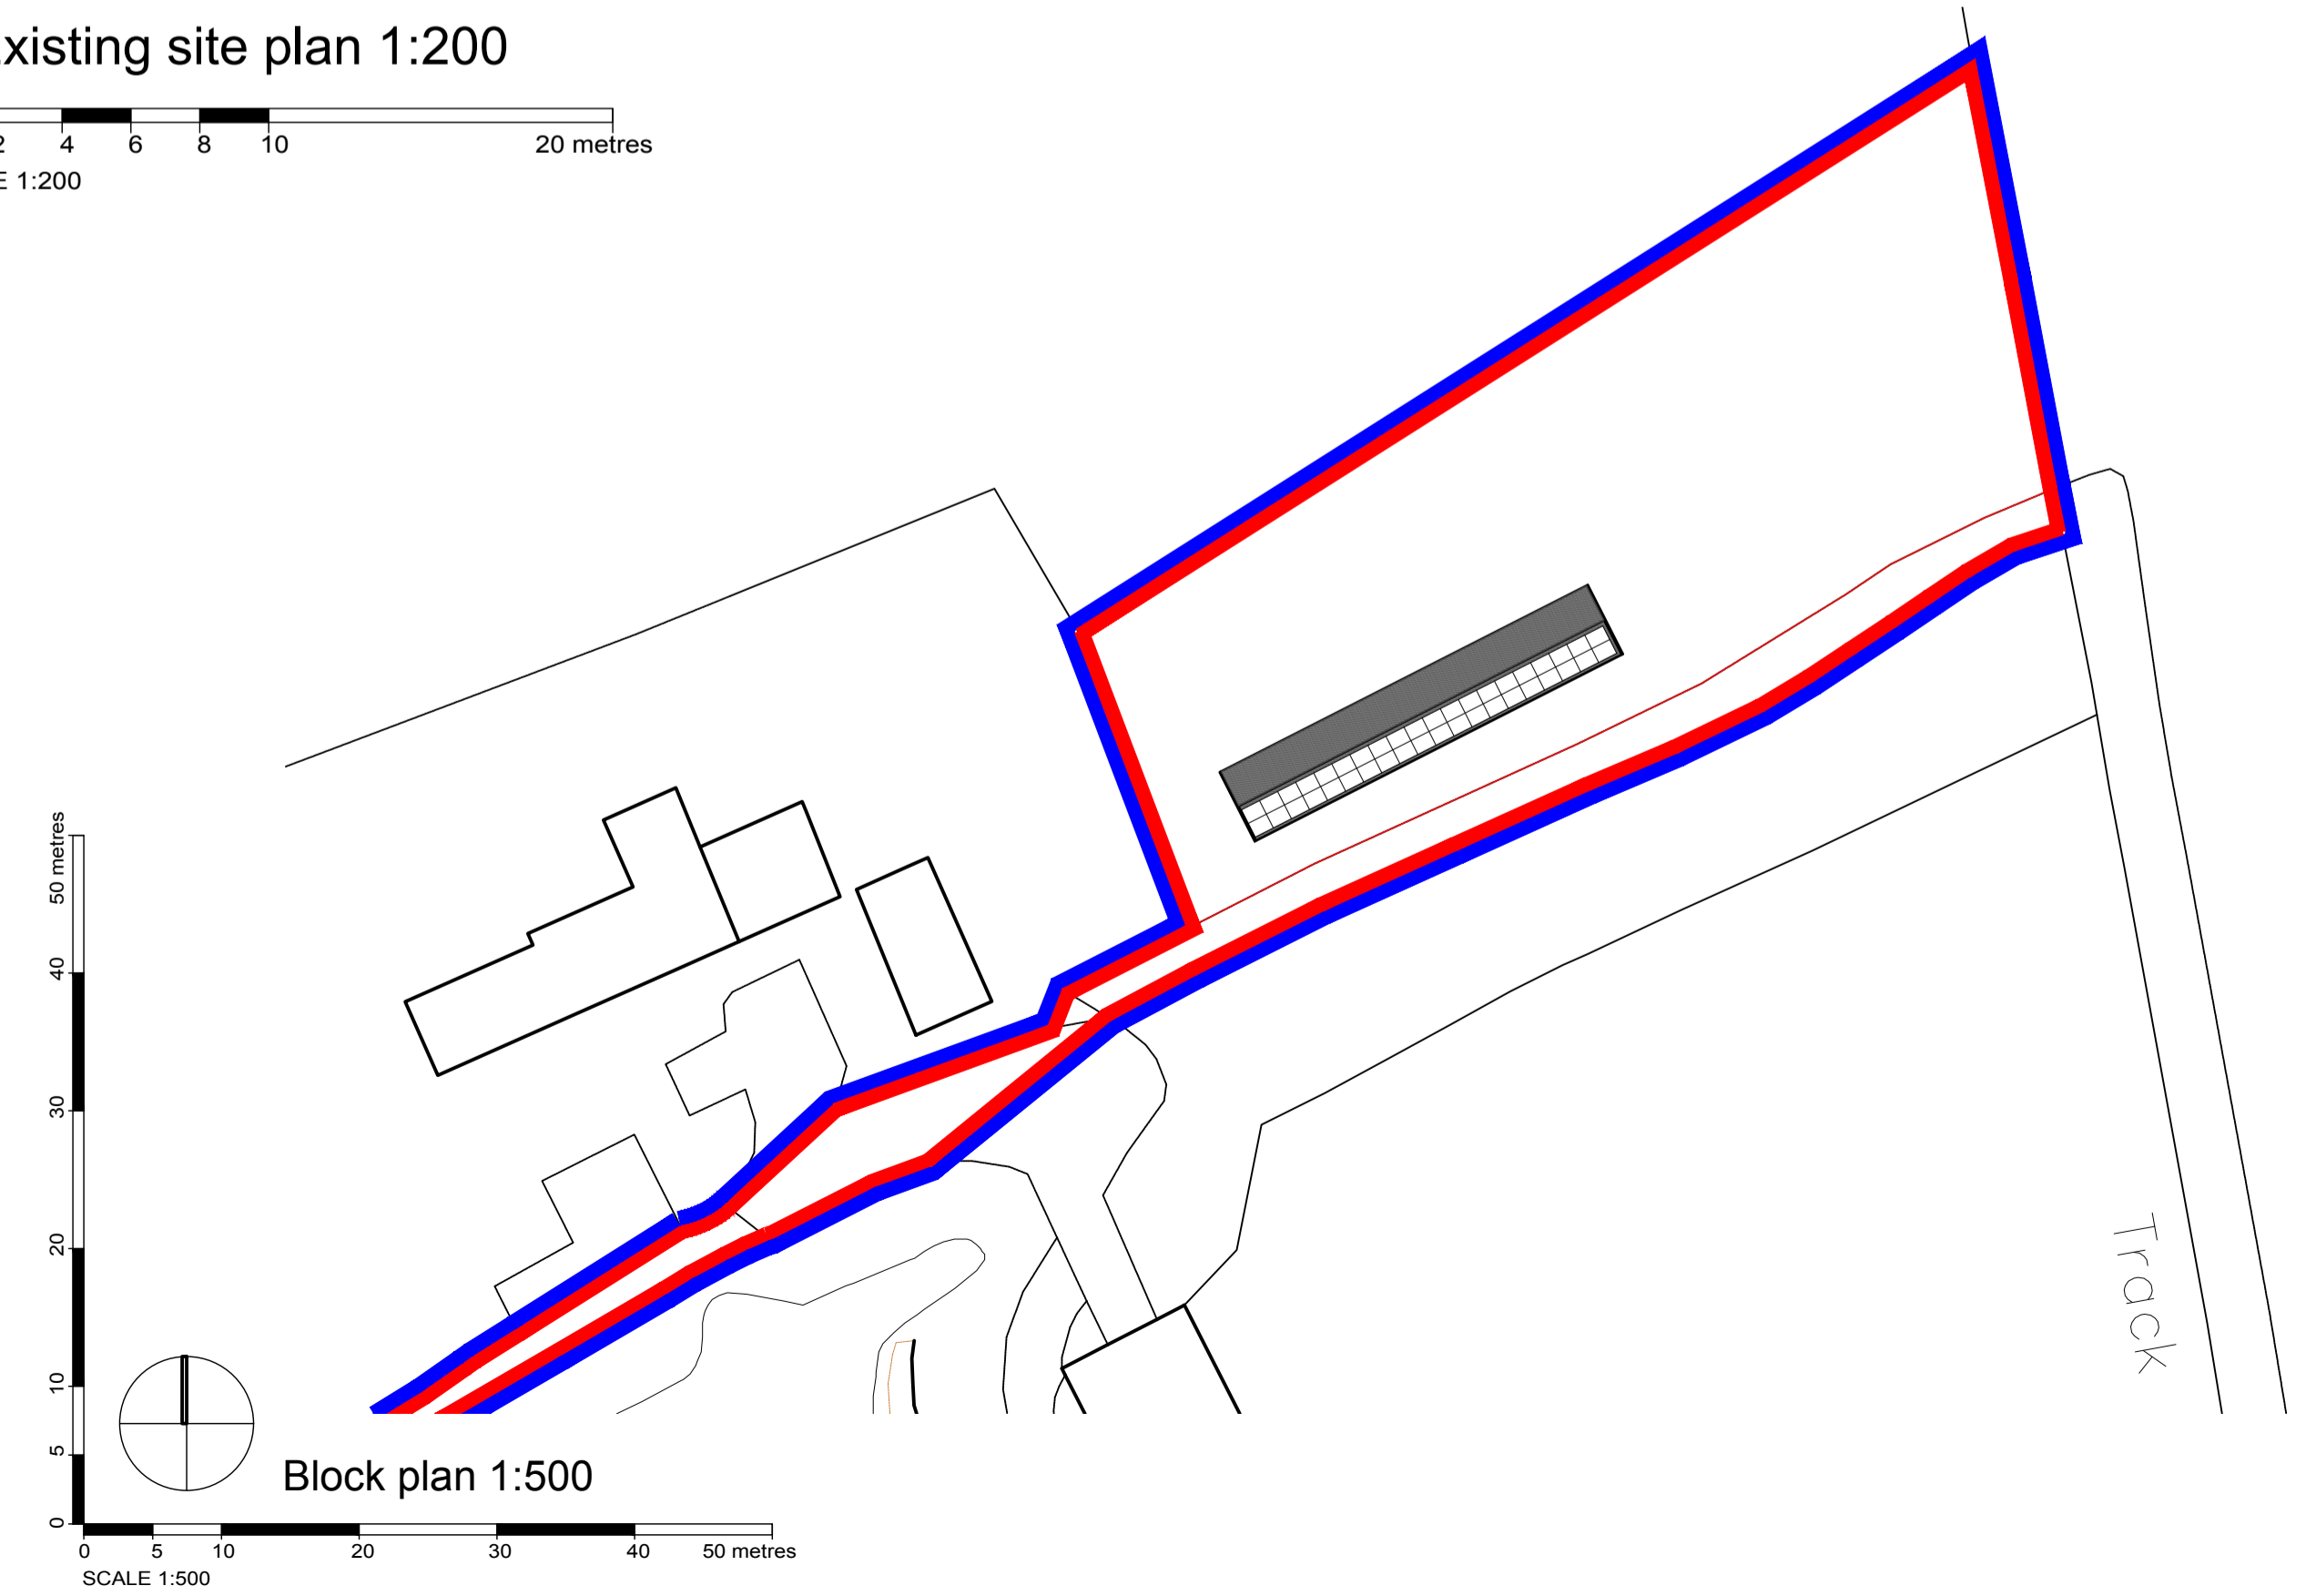 xisting site plan 1:200
2 4 6 8 10 20 metres
E 1:200
50 metres
40
30
20
10
5
0
Track
Block plan 1:500
0 5 10 20 30 40 50 metres
SCALE 1:500